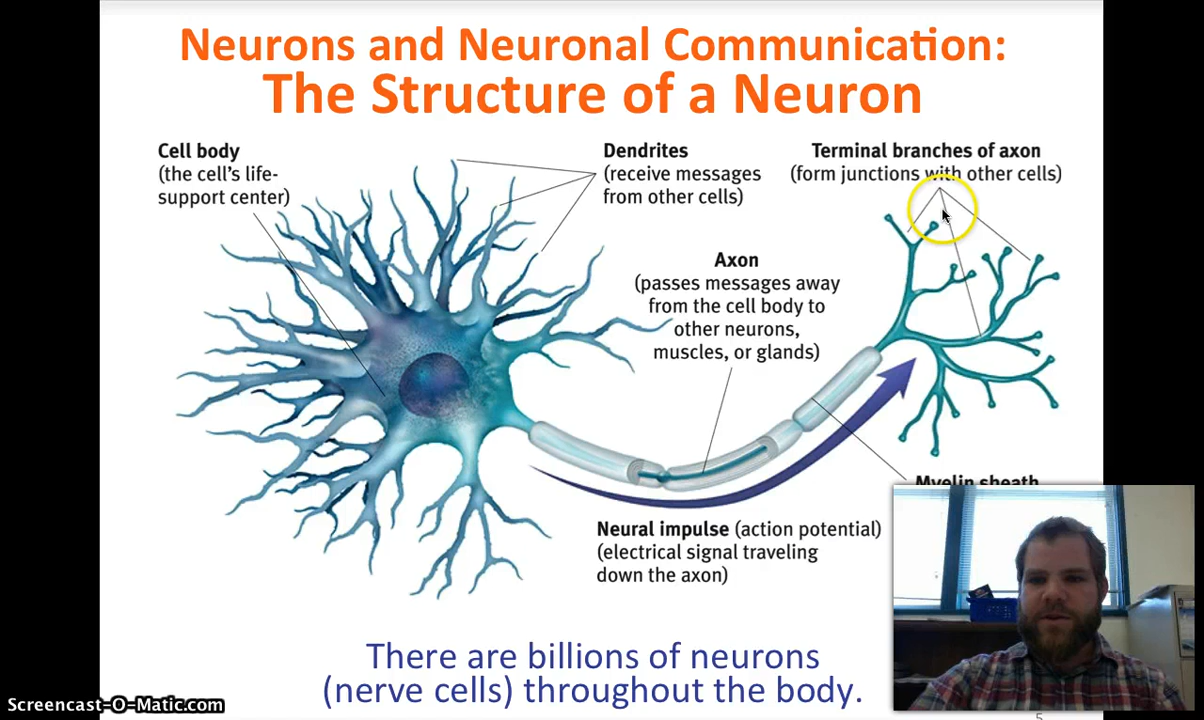 Neurons and Neuronal Communication:
The Structure of a Neuron
Cell body
(the cell's life-
support center)
Dendrites
(receive messages
from other cells)
Terminal branches of axon
(form junctions with other cells)
Axon
(passes messages away
from the cell body to
other neurons,
muscles, or glands)
Myelin sheath
Neural impulse (action potential)
(electrical signal traveling
down the axon)
There are billions of neurons
(nerve cells) throughout the body.
Screencast-O-Matic.com
5